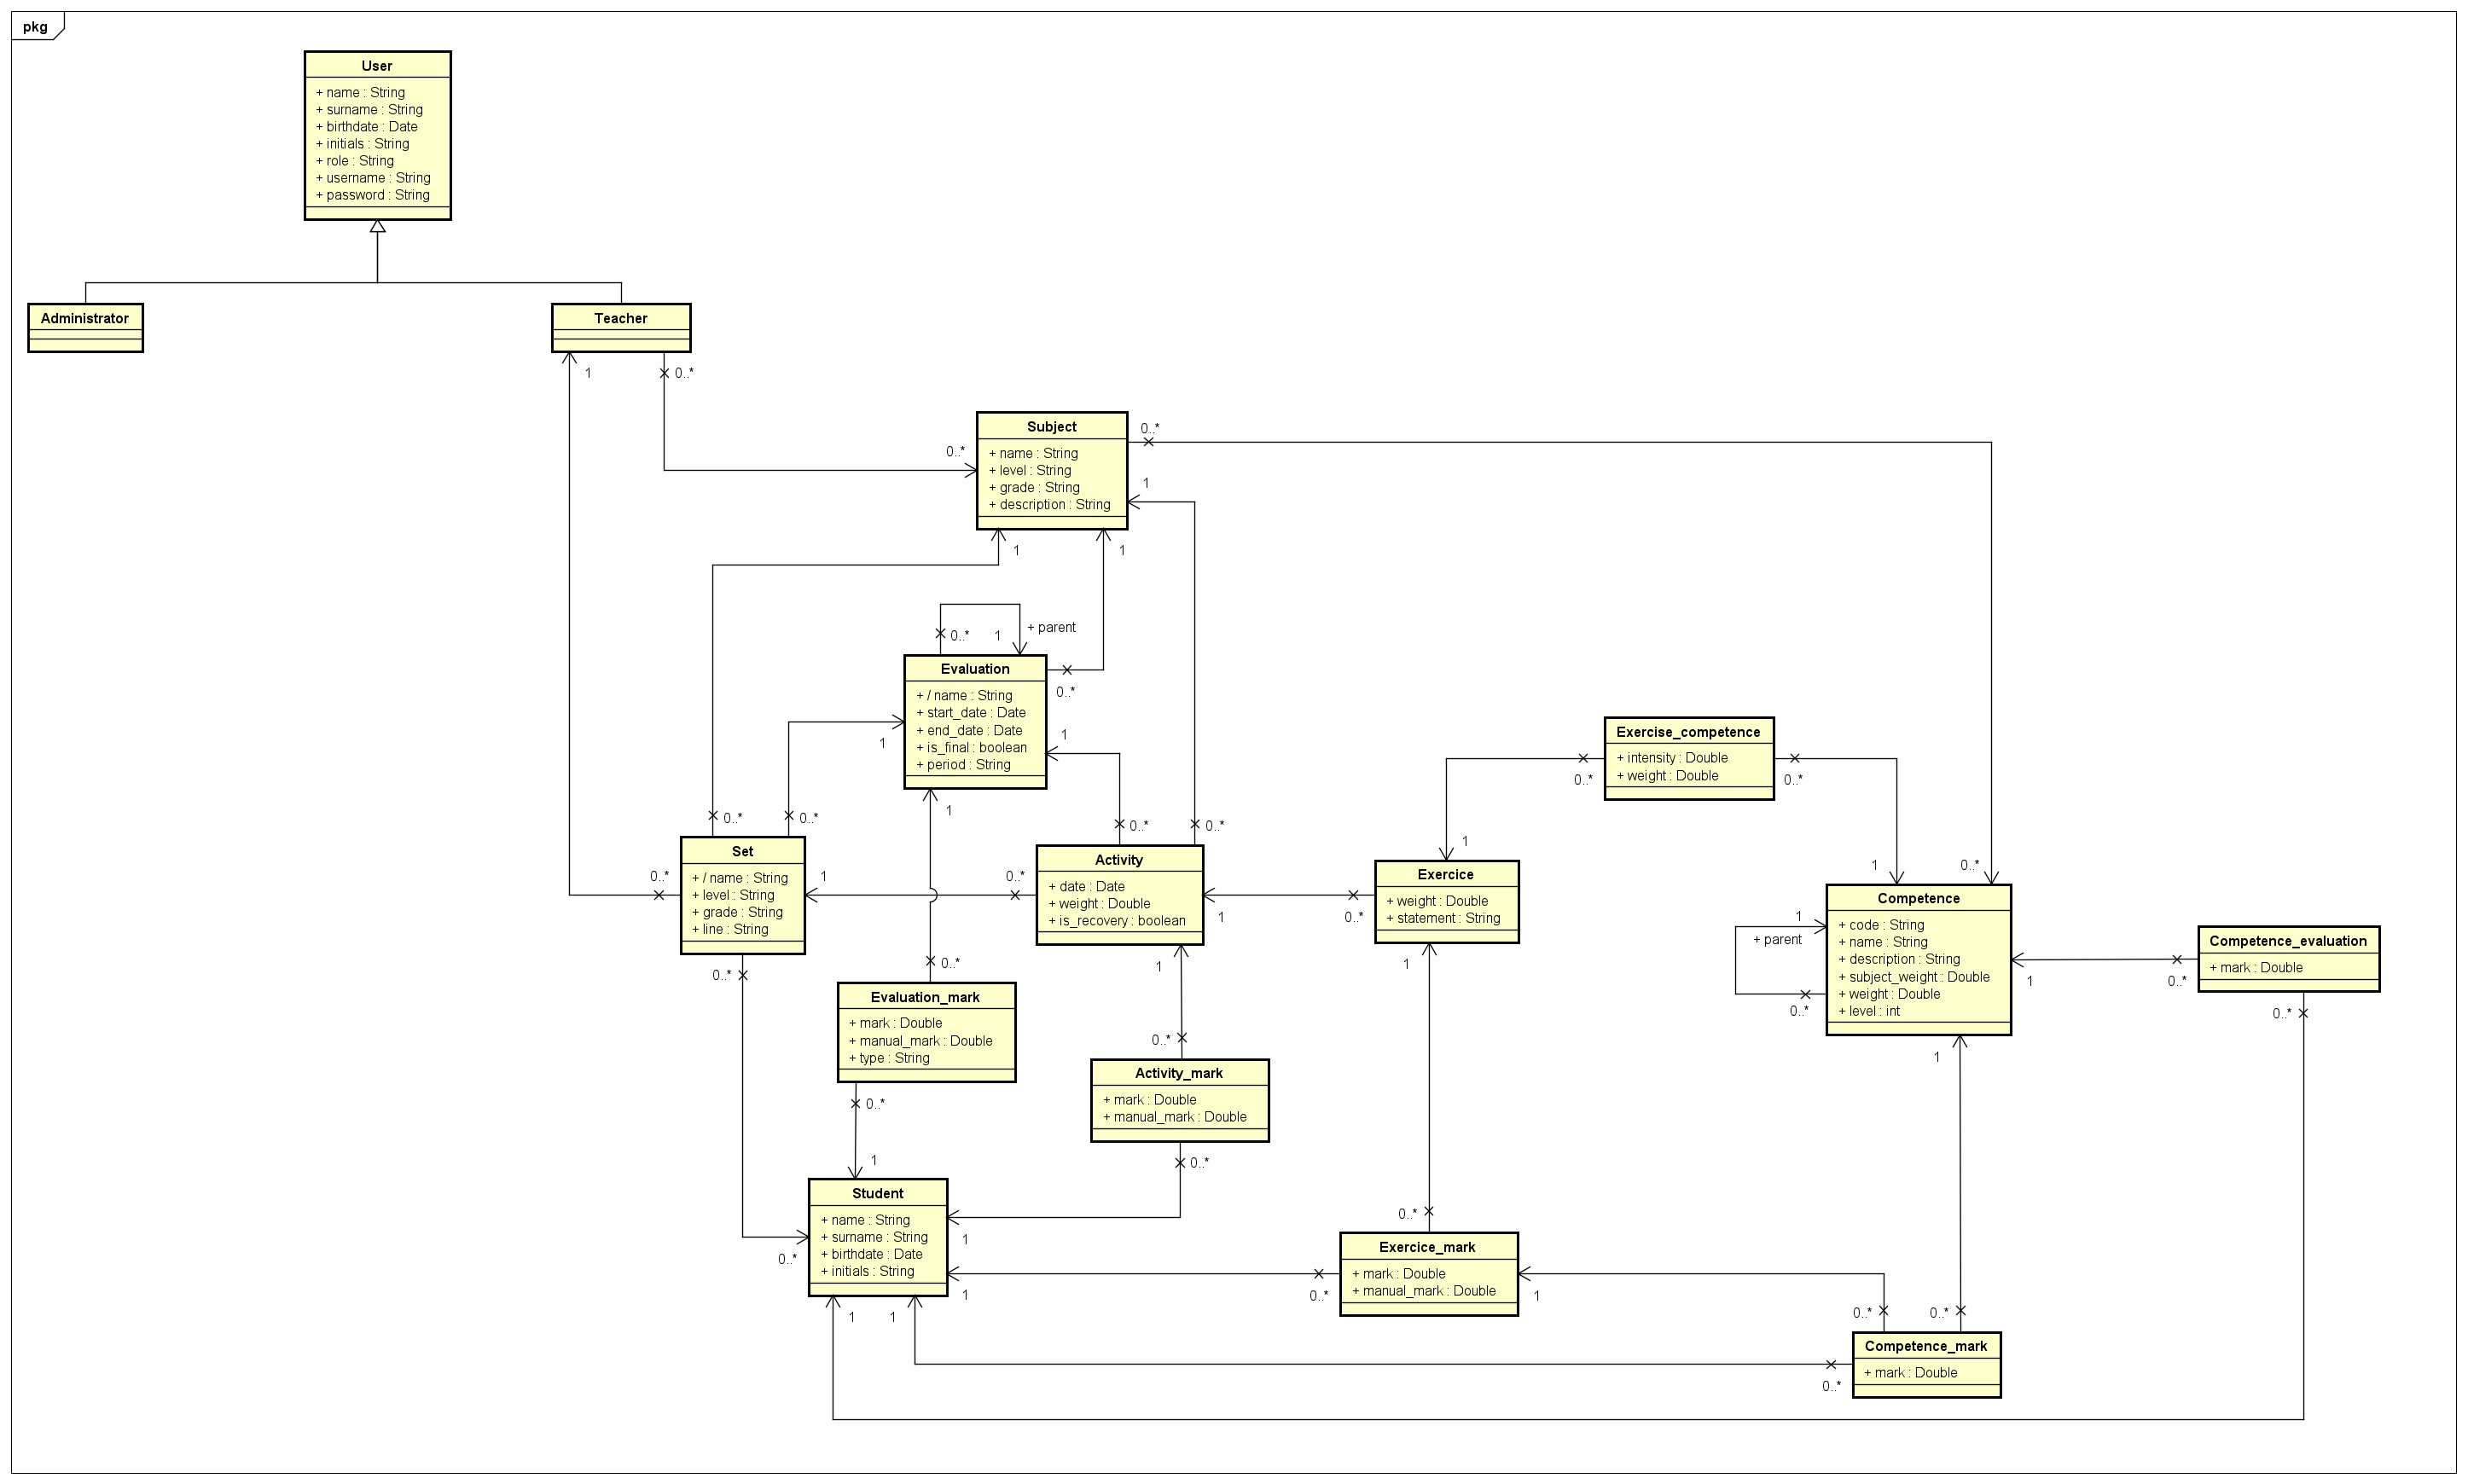 pkg
User
+ name : String
+ surname : String
+ birthdate : Date
+ initials : String
+ role : String
+ username : String
+ password : String
Administrator
Teacher
1
0..*
Subject
+ name : String
+ level : String
+ grade : String
+ description : String
0..*
0..*
1
1
1
0..*
1
+ parent
Evaluation
+ / name : String
+ start_date : Date
+ end_date : Date
+ is_final : boolean
+ period : String
0..*
1
1
1
0..*
0..*
0..*
0..*
Exercise_competence
+ intensity : Double
+ weight : Double
0..*
0..*
1
1
0..*
Set
+ / name : String
+ level : String
+ grade : String
+ line : String
0..*
1
0..*
0..*
Activity
+ date : Date
+ weight : Double
+ is_recovery : boolean
1
0..*
1
Exercice
+ weight : Double
+ statement : String
0..*
1
Competence
+ code : String
+ name : String
+ description : String
+ subject_weight : Double
+ weight : Double
+ level : int
1
+ parent
0..*
1
1
Competence_evaluation
+ mark : Double
0..*
0..*
0..*
Evaluation_mark
+ mark : Double
+ manual_mark : Double
+ type : String
0..*
1
0..*
Activity_mark
+ mark : Double
+ manual_mark : Double
0..*
Student
+ name : String
+ surname : String
+ birthdate : Date
+ initials : String
0..*
1
1
1
1
0..*
Exercice_mark
+ mark : Double
+ manual_mark : Double
0..*
1
0..*
0..*
Competence_mark
+ mark : Double
0..*